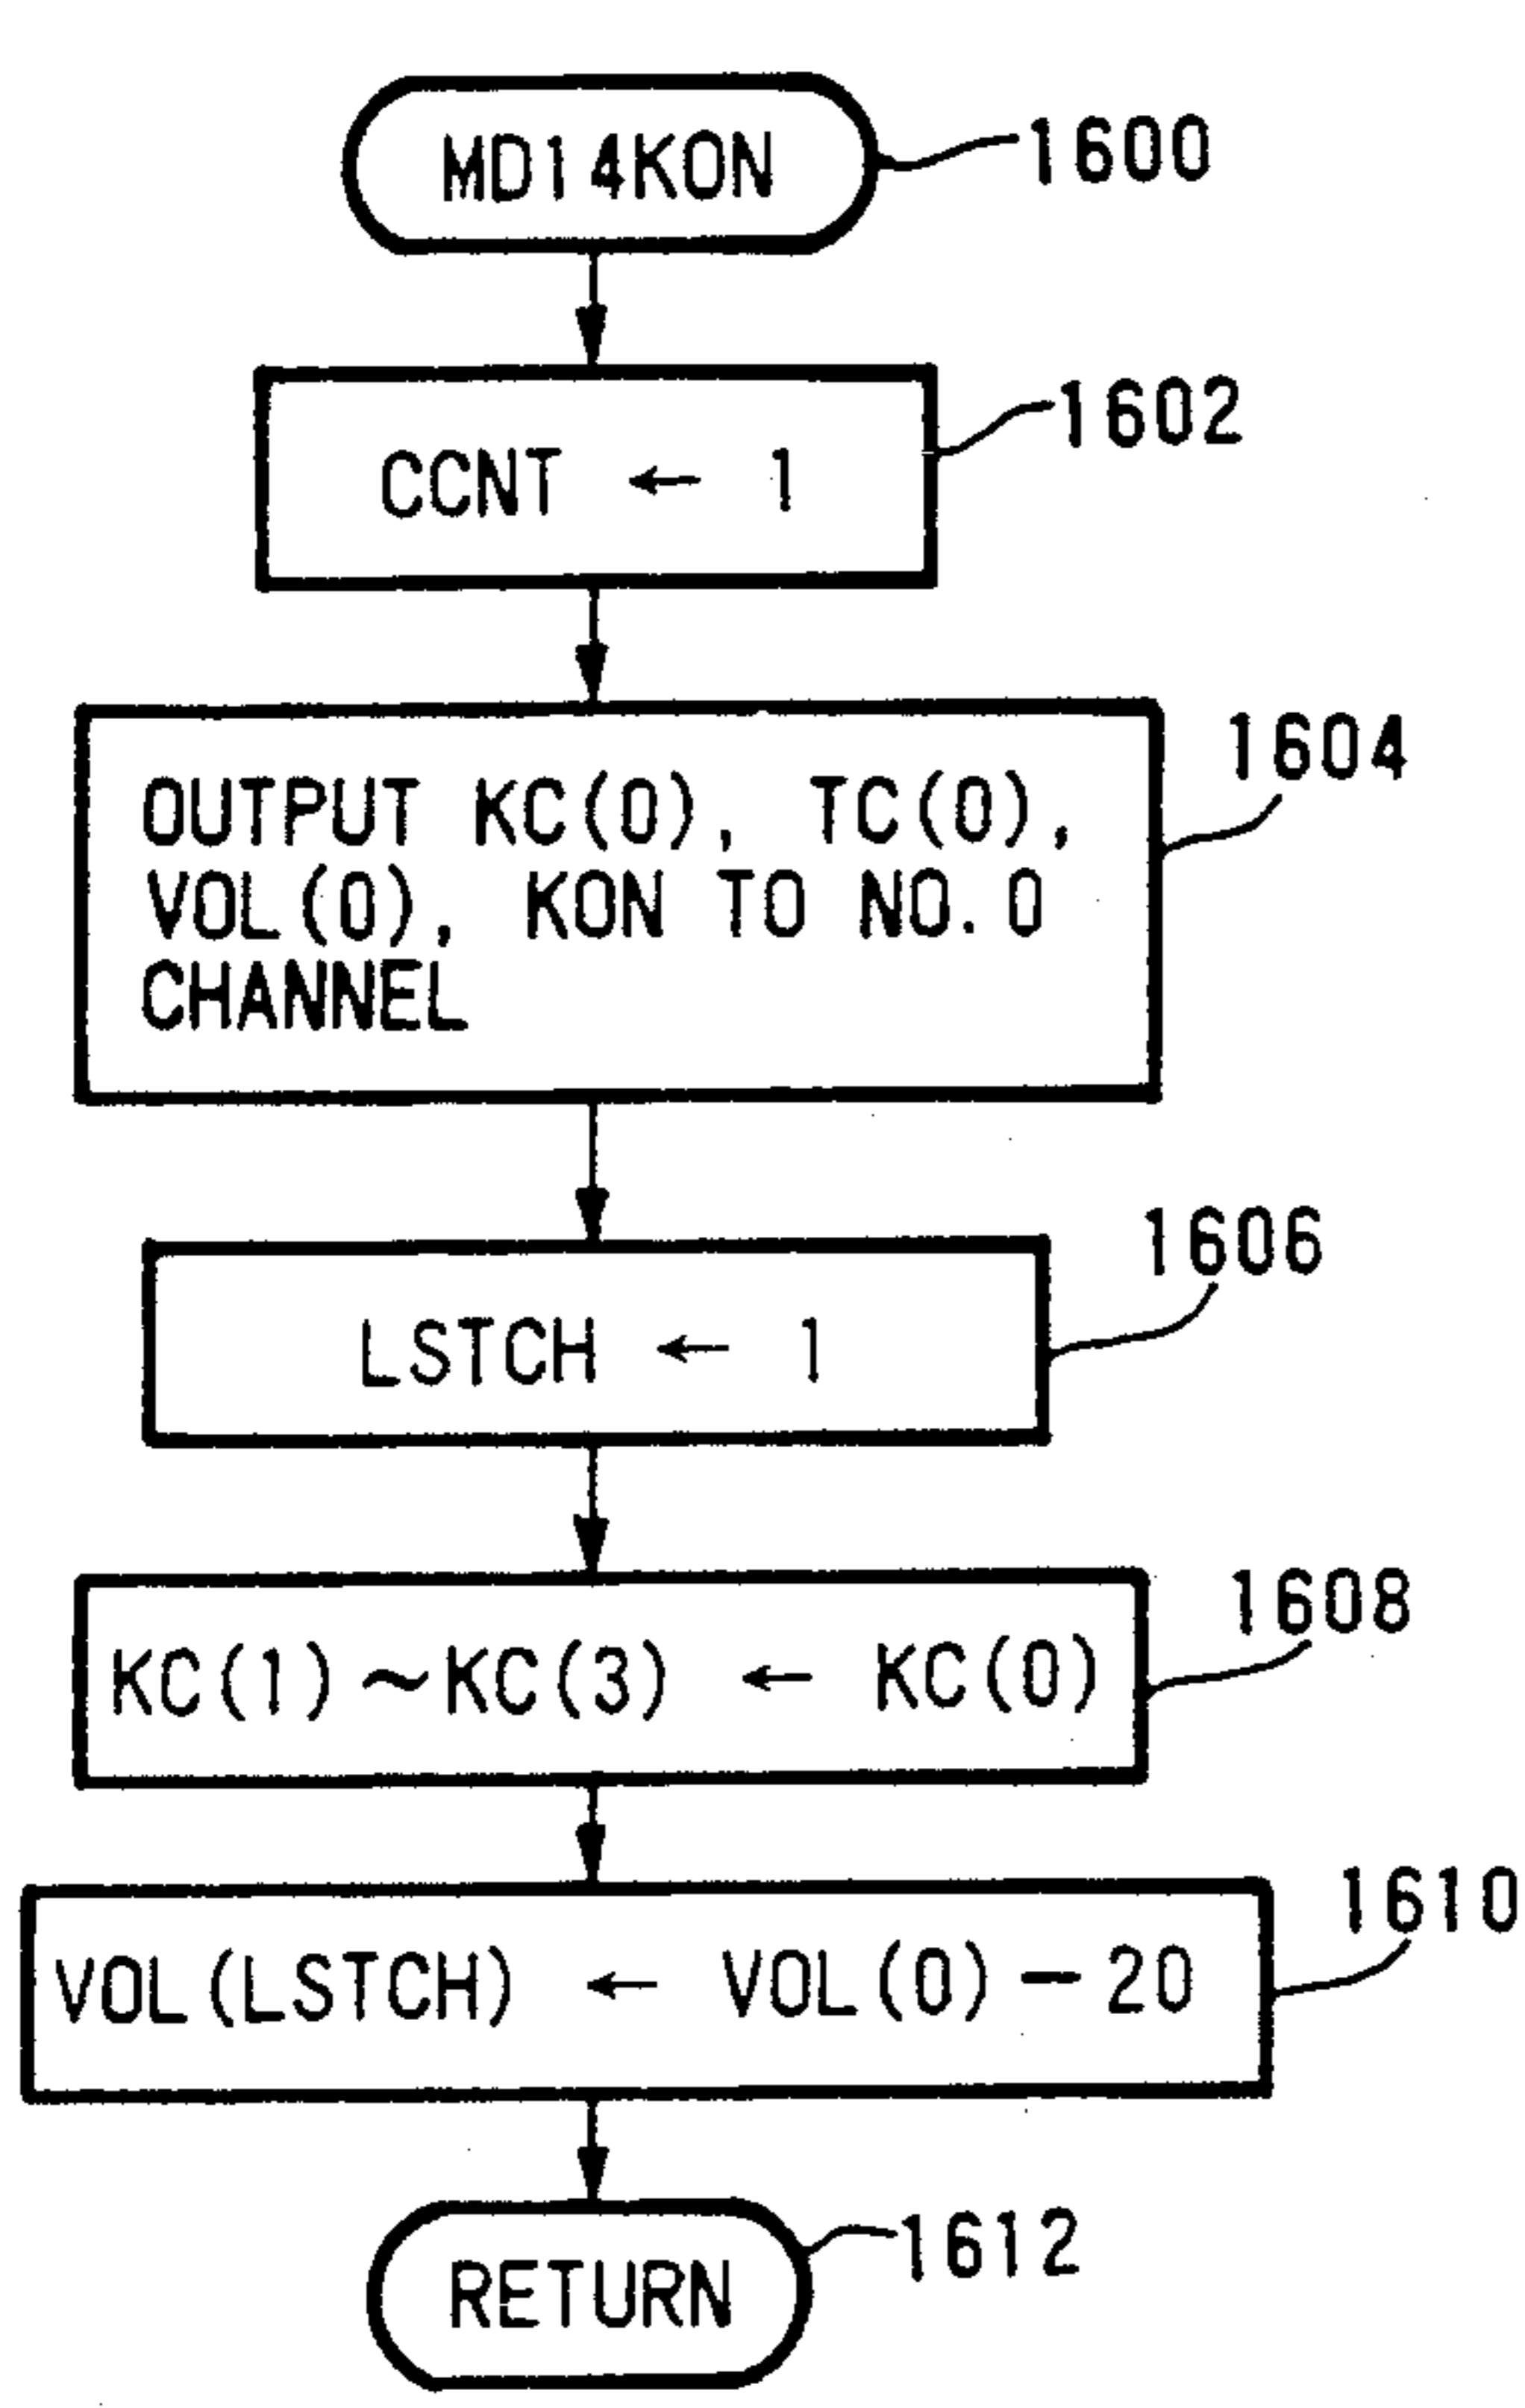 MD14KON
1600
CCNT ← 1
1602
OUTPUT KC(0), TC(0),
VOL(0), KON TO NO. 0
CHANNEL
1604
LSTCH ← 1
1606
KC(1) ~ KC(3) ← KC(0)
1608
VOL(LSTCH) ← VOL(0) - 20
1610
RETURN
1612